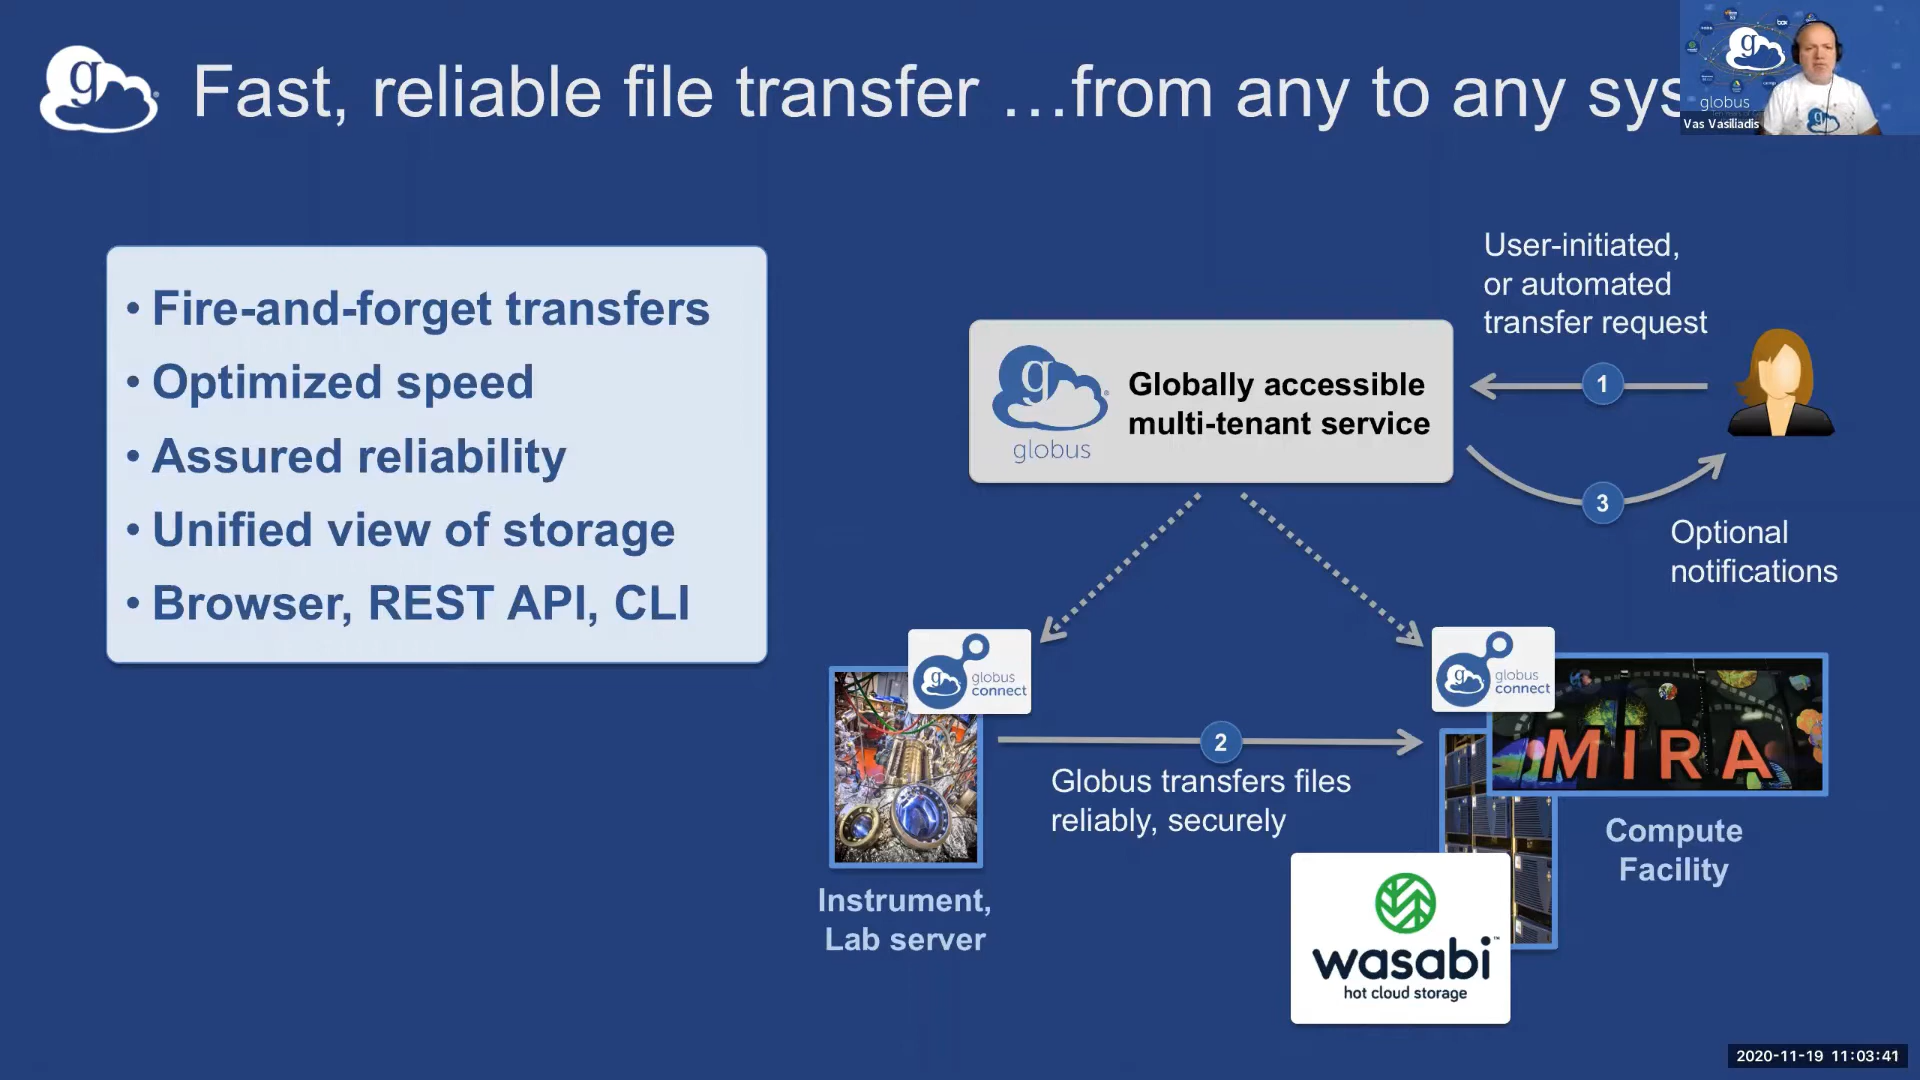 g
Fast, reliable file transfer …from any to any sys
box
g
globus
Vas Vasiliadis
• Fire-and-forget transfers
• Optimized speed
• Assured reliability
• Unified view of storage
• Browser, REST API, CLI
User-initiated,
or automated
transfer request
g
globus
Globally accessible
multi-tenant service
1
3
Optional
notifications
g
globus
connect
g
globus
connect
2
Globus transfers files
reliably, securely
MIRA
Compute
Facility
Instrument,
Lab server
wasabi™
hot cloud storage
2020-11-19 11:03:41